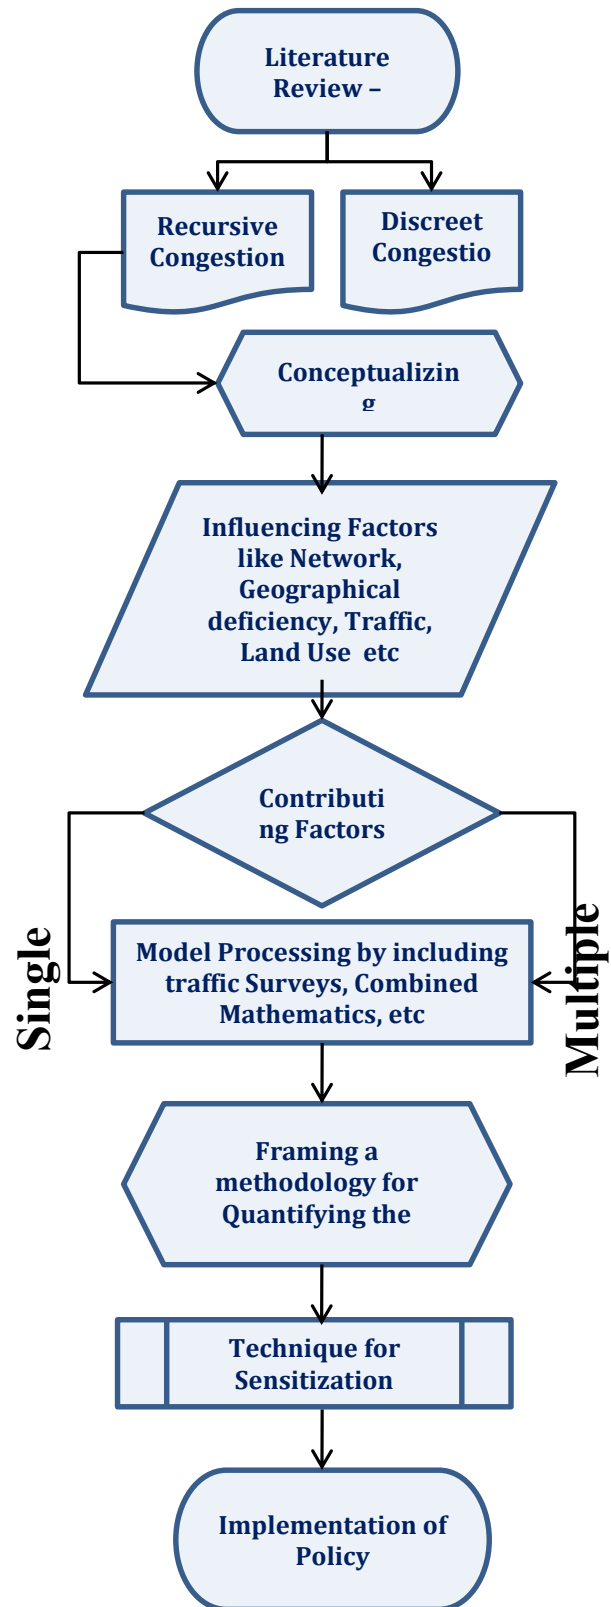 Literature
Review –
Recursive
Congestion
Discreet
Congestio
Conceptualizin
g
Influencing Factors
like Network,
Geographical
deficiency, Traffic,
Land Use etc
Contributi
ng Factors
Single
Multiple
Model Processing by including
traffic Surveys, Combined
Mathematics, etc
Framing a
methodology for
Quantifying the
Technique for
Sensitization
Implementation of
Policy